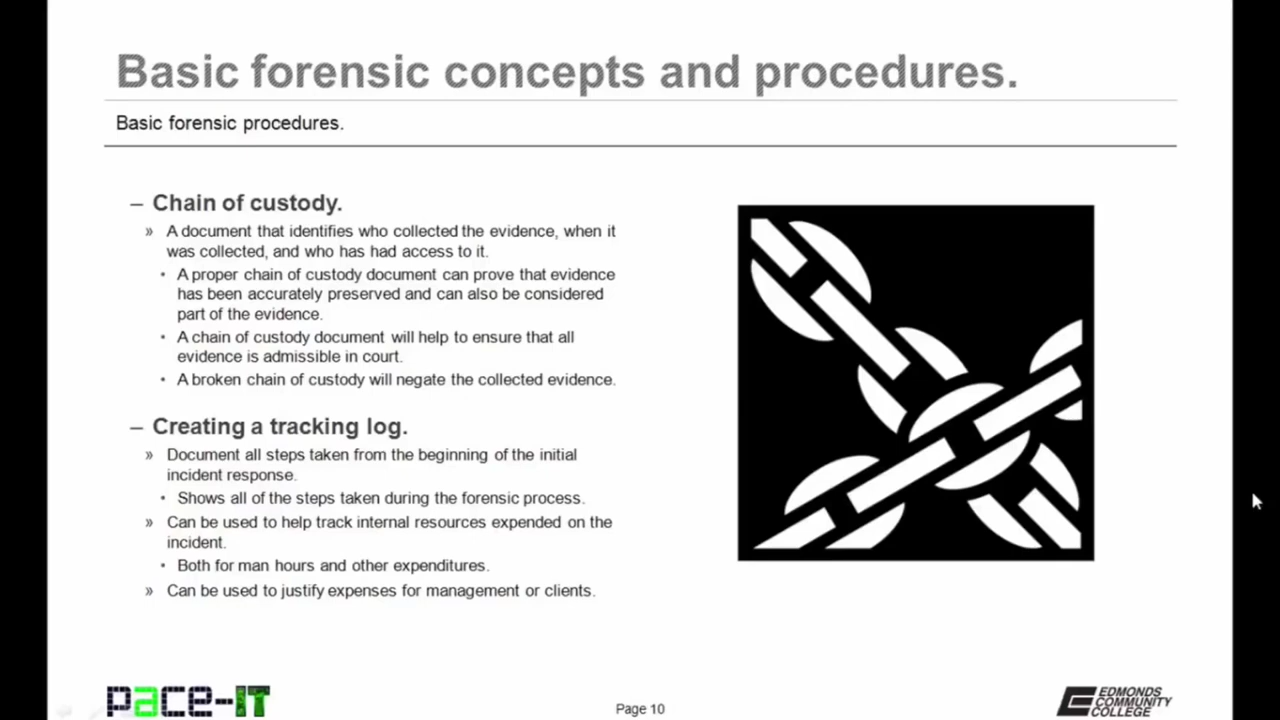 Basic forensic concepts and procedures.
Basic forensic procedures.
– Chain of custody.
» A document that identifies who collected the evidence, when it
was collected, and who has had access to it.
• A proper chain of custody document can prove that evidence
has been accurately preserved and can also be considered
part of the evidence.
• A chain of custody document will help to ensure that all
evidence is admissible in court.
• A broken chain of custody will negate the collected evidence.
– Creating a tracking log.
» Document all steps taken from the beginning of the initial
incident response.
• Shows all of the steps taken during the forensic process.
» Can be used to help track internal resources expended on the
incident.
• Both for man hours and other expenditures.
» Can be used to justify expenses for management or clients.
pace-IT
Page 10
EDMONDS
COMMUNITY
COLLEGE